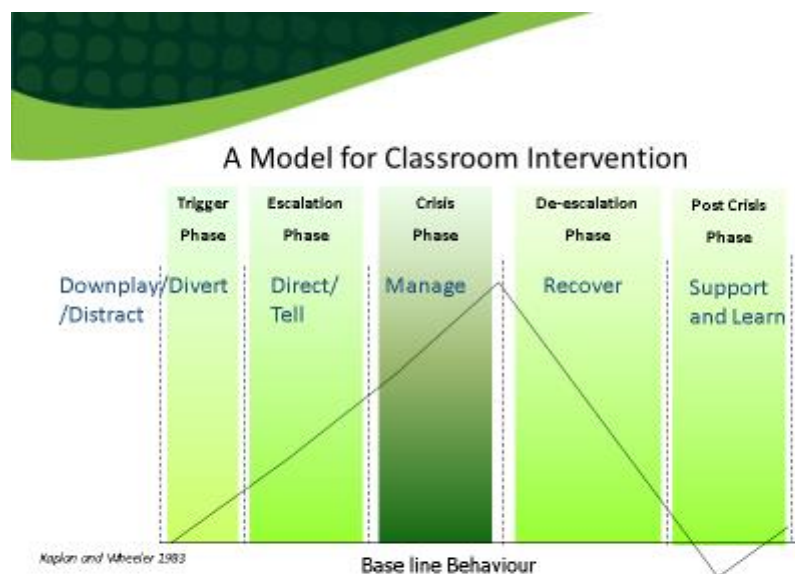 A Model for Classroom Intervention
Trigger
Phase
Escalation
Phase
Crisis
Phase
De-escalation
Phase
Post Crisis
Phase
Downplay/Divert
/Distract
Direct/
Tell
Manage
Recover
Support
and Learn
Kaplan and Wheeler 1983
Base line Behaviour